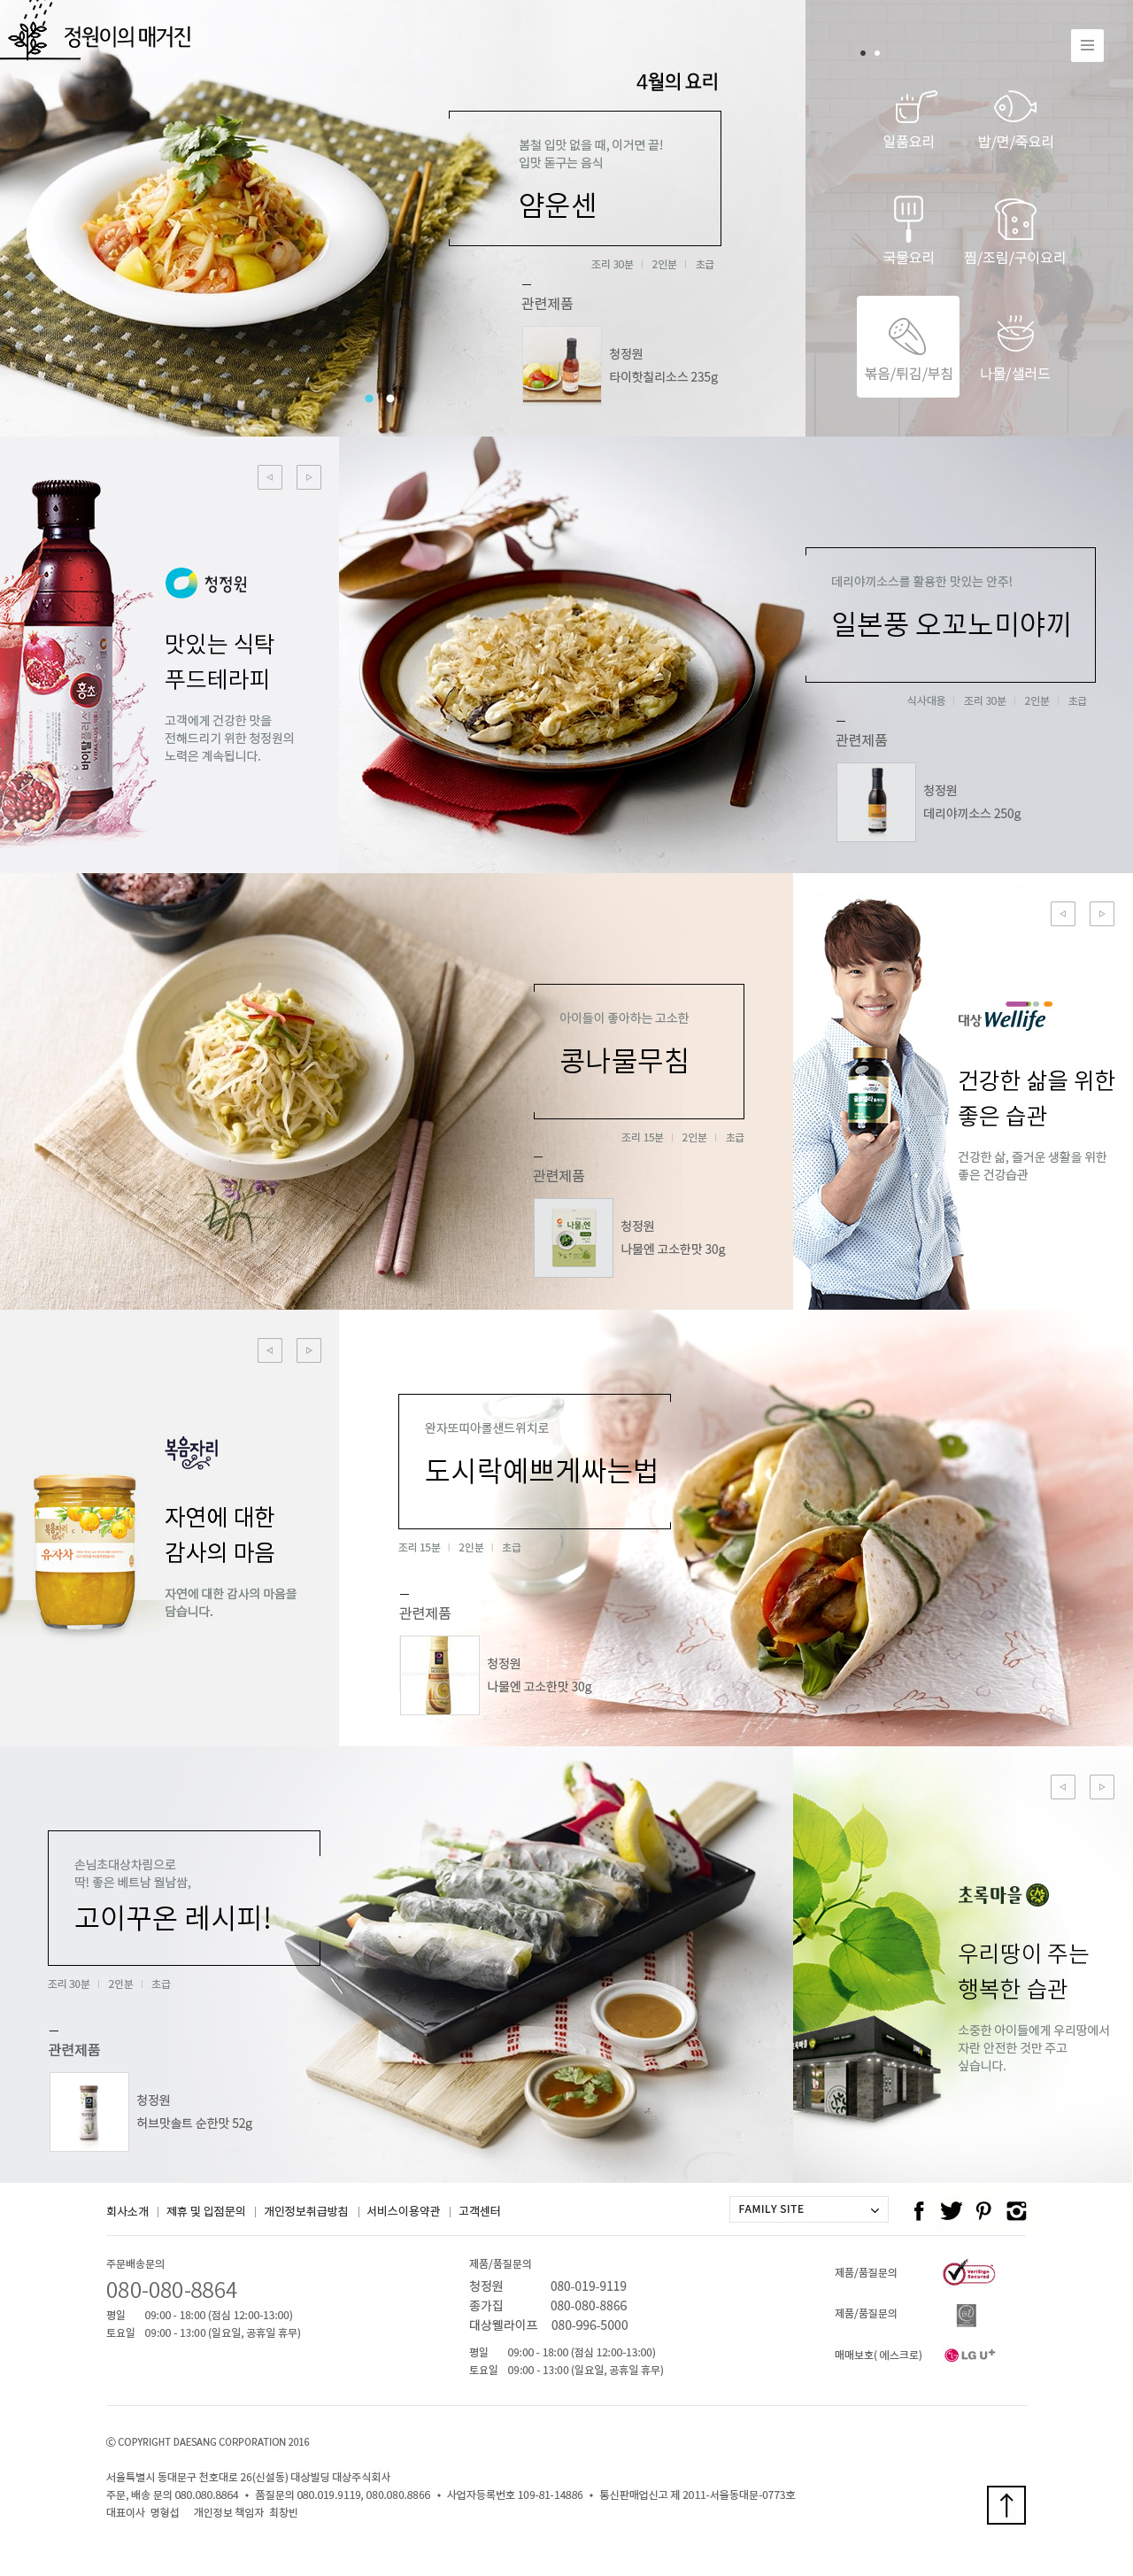 정원이의 매거진
4월의 요리
봄철 입맛 없을 때, 이거면 끝!
입맛 돋구는 음식
얌운센
조리 30분 | 2인분 | 초급
관련제품
청정원
타이핫칠리소스 235g
일품요리
밥/면/죽요리
국물요리
찜/조림/구이요리
볶음/튀김/부침
나물/샐러드
홍초
바이탈플러스
청정원
맛있는 식탁
푸드테라피
고객에게 건강한 맛을
전해드리기 위한 청정원의
노력은 계속됩니다.
데리야끼소스를 활용한 맛있는 안주!
일본풍 오꼬노미야끼
식사대용 | 조리 30분 | 2인분 | 초급
관련제품
청정원
데리야끼소스 250g
아이들이 좋아하는 고소한
콩나물무침
조리 15분 | 2인분 | 초급
관련제품
나물엔
청정원
나물엔 고소한맛 30g
대상 Wellife
건강한 삶을 위한
좋은 습관
건강한 삶, 즐거운 생활을 위한
좋은 건강습관
복음자리
유자차
복음자리
자연에 대한
감사의 마음
자연에 대한 감사의 마음을
담습니다.
완자또띠아롤샌드위치로
도시락예쁘게싸는법
조리 15분 | 2인분 | 초급
관련제품
청정원
나물엔 고소한맛 30g
손님초대상차림으로
딱! 좋은 베트남 월남쌈,
고이꾸온 레시피!
조리 30분 | 2인분 | 초급
관련제품
청정원
허브맛솔트 순한맛 52g
초록마을
우리땅이 주는
행복한 습관
소중한 아이들에게 우리땅에서
자란 안전한 것만 주고
싶습니다.
회사소개 | 제휴 및 입점문의 | 개인정보취급방침 | 서비스이용약관 | 고객센터
FAMILY SITE
주문배송문의
080-080-8864
평일 09:00 - 18:00 (점심 12:00-13:00)
토요일 09:00 - 13:00 (일요일, 공휴일 휴무)
제품/품질문의
청정원 080-019-9119
종가집 080-080-8866
대상웰라이프 080-996-5000
평일 09:00 - 18:00 (점심 12:00-13:00)
토요일 09:00 - 13:00 (일요일, 공휴일 휴무)
제품/품질문의
VeriSign
Secured
제품/품질문의
매매보호( 에스크로)
LG U+
ⓒ COPYRIGHT DAESANG CORPORATION 2016
서울특별시 동대문구 천호대로 26(신설동) 대상빌딩 대상주식회사
주문, 배송 문의 080.080.8864 • 품질문의 080.019.9119, 080.080.8866 • 사업자등록번호 109-81-14886 • 통신판매업신고 제 2011-서울동대문-0773호
대표이사 명형섭 개인정보 책임자 최창빈